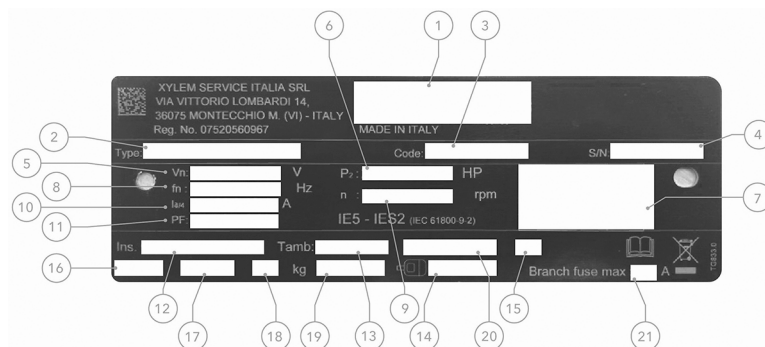 6 1 3
XYLEM SERVICE ITALIA SRL
VIA VITTORIO LOMBARDI 14,
36075 MONTECCHIO M. (VI) - ITALY
Reg. No. 07520560967
MADE IN ITALY
2 4
Type: Code: S/N:
5 Vn: V P₂: HP
8 fn: Hz n : rpm 7
10 A
11 PF: IE5 - IES2 (IEC 61800-9-2)
Ins. Tamb:
16 kg Branch fuse max A
TG833.0
12 9 15
17 18 19 13 14 20 21